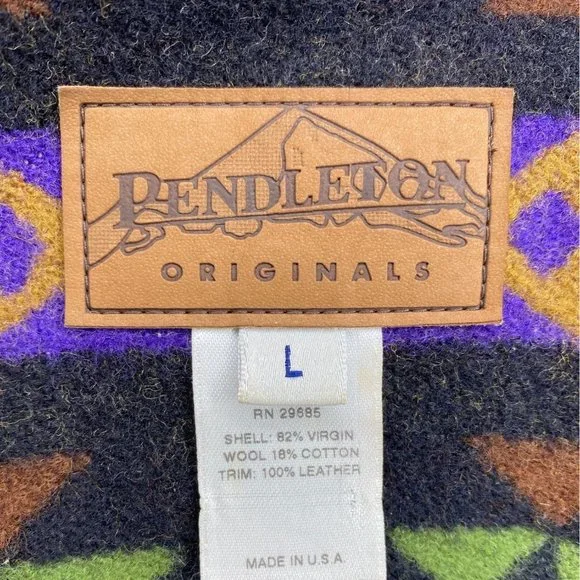 PENDLETON
ORIGINALS
L
RN 29685
SHELL: 82% VIRGIN
WOOL 18% COTTON
TRIM: 100% LEATHER
MADE IN U.S.A.